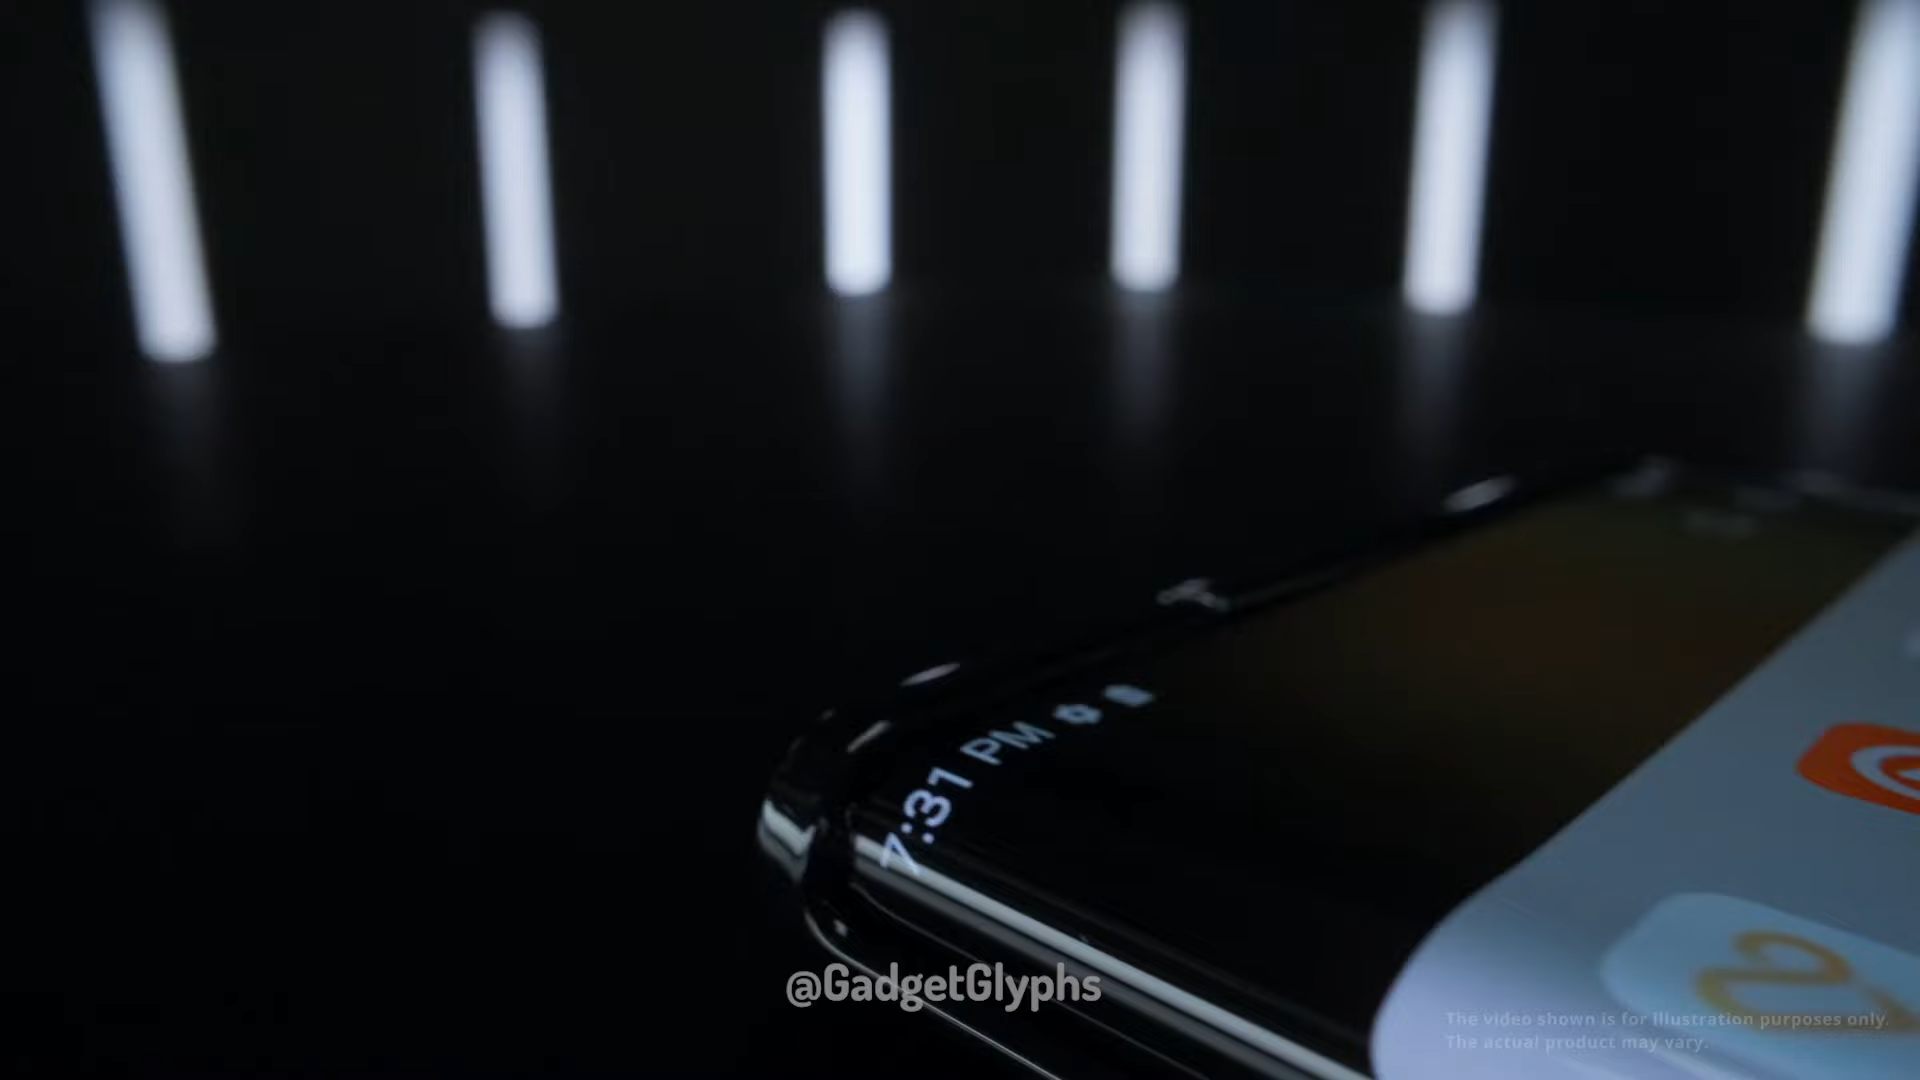 7:31 PM
@GadgetGlyphs
The video shown is for Illustration purposes only.
The actual product may vary.